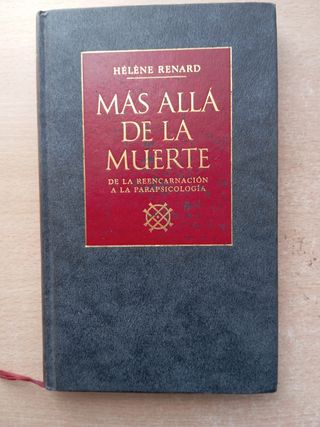 HÉLÈNE RENARD
MÁS ALLÁ
DE LA
MUERTE
DE LA REENCARNACIÓN
A LA PARAPSICOLOGÍA